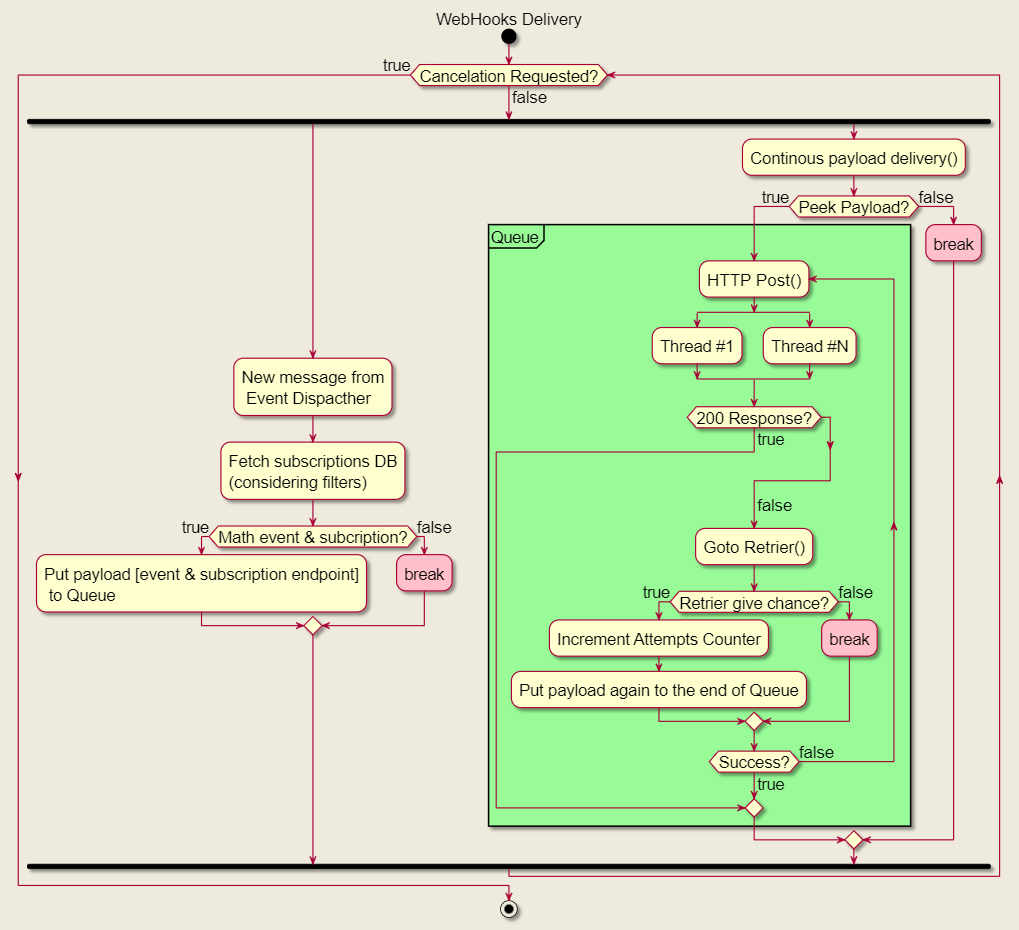 WebHooks Delivery
true
Cancelation Requested?
false
Continous payload delivery()
true
Peek Payload?
false
break
Queue
HTTP Post()
Thread #1
Thread #N
200 Response?
true
false
Goto Retrier()
true
Retrier give chance?
false
Increment Attempts Counter
break
Put payload again to the end of Queue
Success?
false
true
New message from
Event Dispacther
Fetch subscriptions DB
(considering filters)
true
Math event & subcription?
false
Put payload [event & subscription endpoint]
to Queue
break